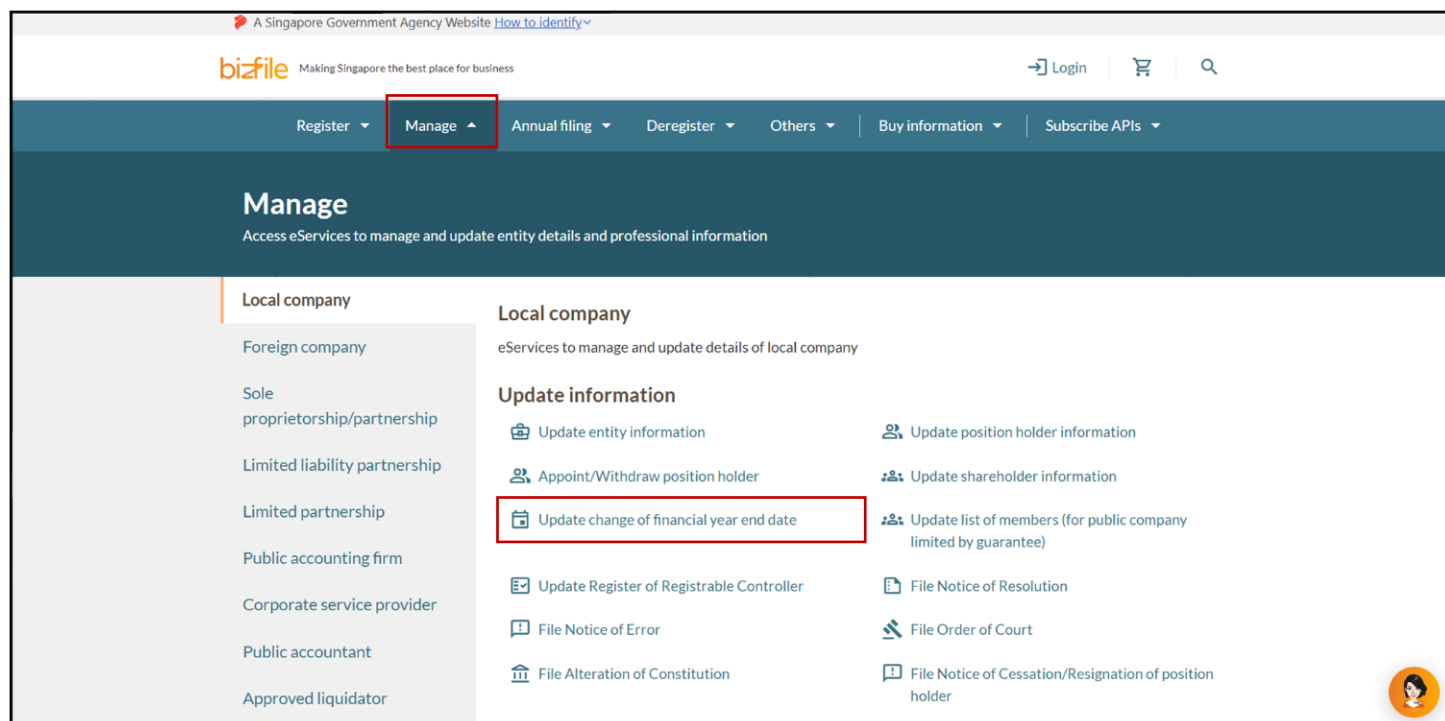 A Singapore Government Agency Website How to identify
bizfile Making Singapore the best place for business
Login
Register Manage Annual filing Deregister Others Buy information Subscribe APIs
Manage
Access eServices to manage and update entity details and professional information
Local company
Foreign company
Sole
proprietorship/partnership
Limited liability partnership
Limited partnership
Public accounting firm
Corporate service provider
Public accountant
Approved liquidator
Local company
eServices to manage and update details of local company
Update information
Update entity information
Update position holder information
Appoint/Withdraw position holder
Update shareholder information
Update change of financial year end date
Update list of members (for public company
limited by guarantee)
Update Register of Registrable Controller
File Notice of Resolution
File Notice of Error
File Order of Court
File Alteration of Constitution
File Notice of Cessation/Resignation of position
holder